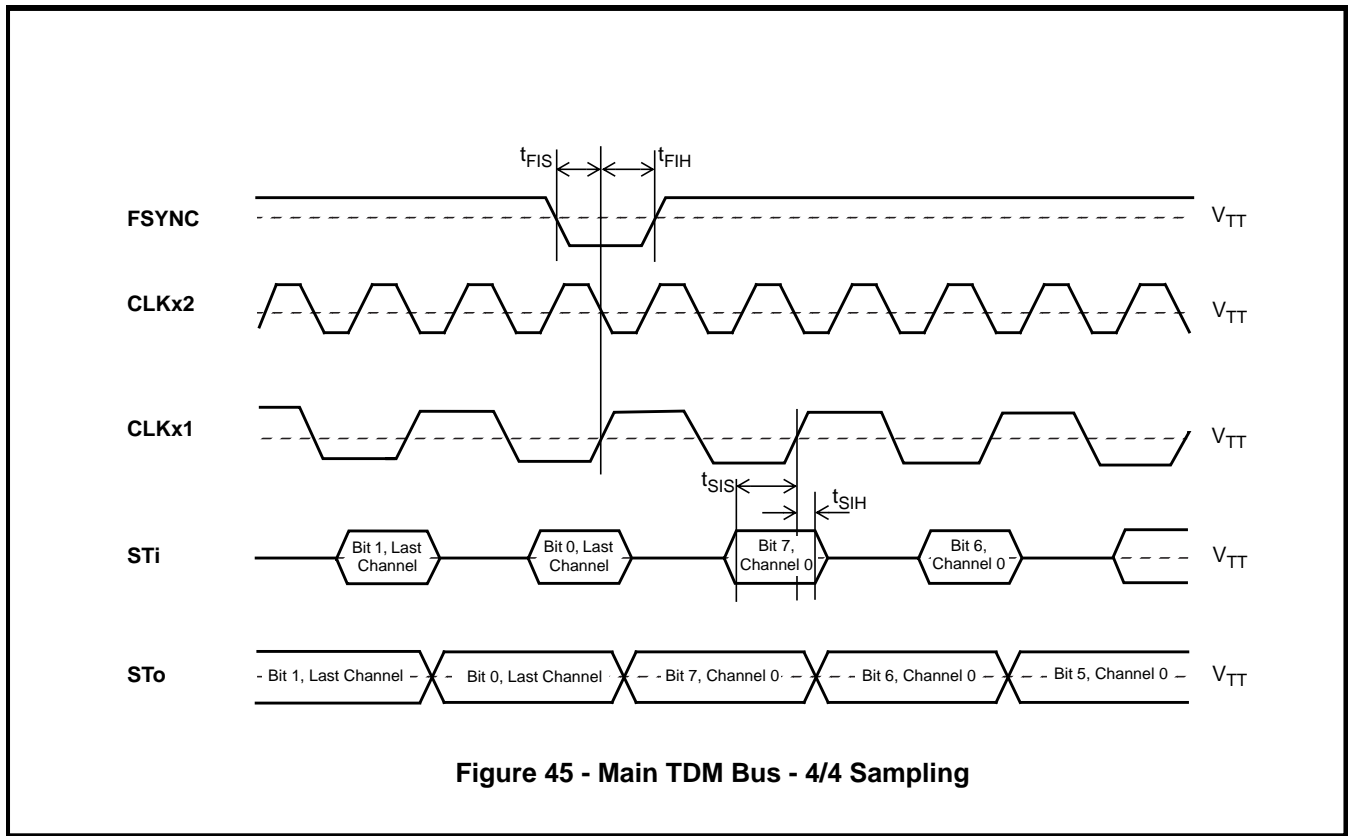 tFIS tFIH
FSYNC VTT
CLKx2 VTT
CLKx1 VTT
tSIS
tSIH
STi
Bit 1, Last
Channel
Bit 0, Last
Channel
Bit 7,
Channel 0
Bit 6,
Channel 0
VTT
STo Bit 1, Last Channel Bit 0, Last Channel Bit 7, Channel 0 Bit 6, Channel 0 Bit 5, Channel 0 VTT
Figure 45 - Main TDM Bus - 4/4 Sampling